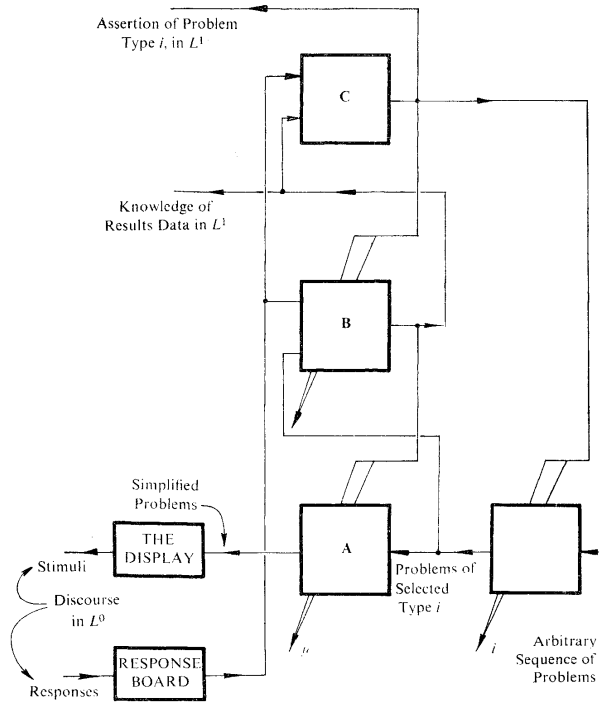 Assertion of Problem
Type i, in L¹
C
Knowledge of
Results Data in L¹
B
Simplified
Problems
THE
DISPLAY
A
Stimuli
Problems of
Selected
Type i
Discourse
in L⁰
i
Arbitrary
Sequence of
Problems
RESPONSE
BOARD
Responses